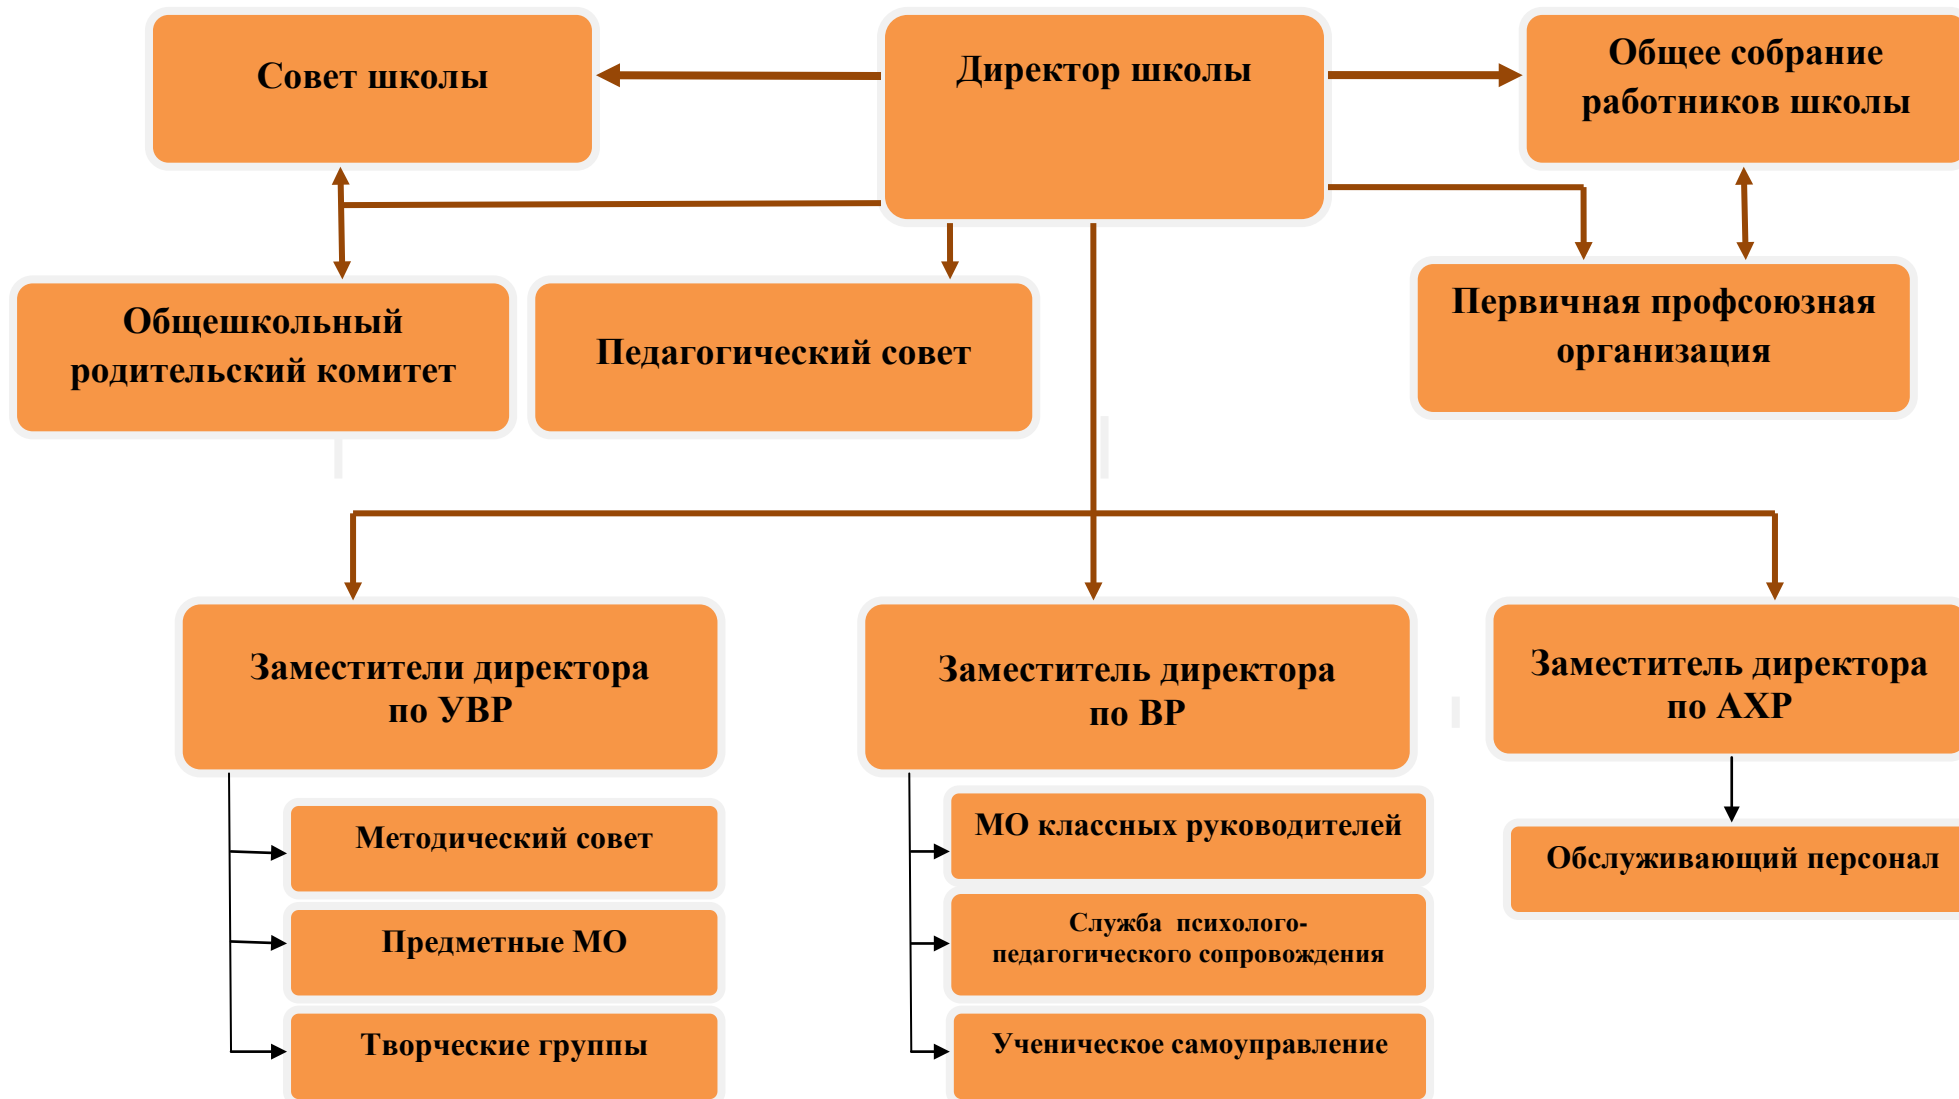 Совет школы
Директор школы
Общее собрание
работников школы
Общешкольный
родительский комитет
Педагогический совет
Первичная профсоюзная
организация
Заместители директора
по УВР
Заместитель директора
по ВР
Заместитель директора
по АХР
Методический совет
Предметные МО
Творческие группы
МО классных руководителей
Служба психолого-
педагогического сопровождения
Ученическое самоуправление
Обслуживающий персонал